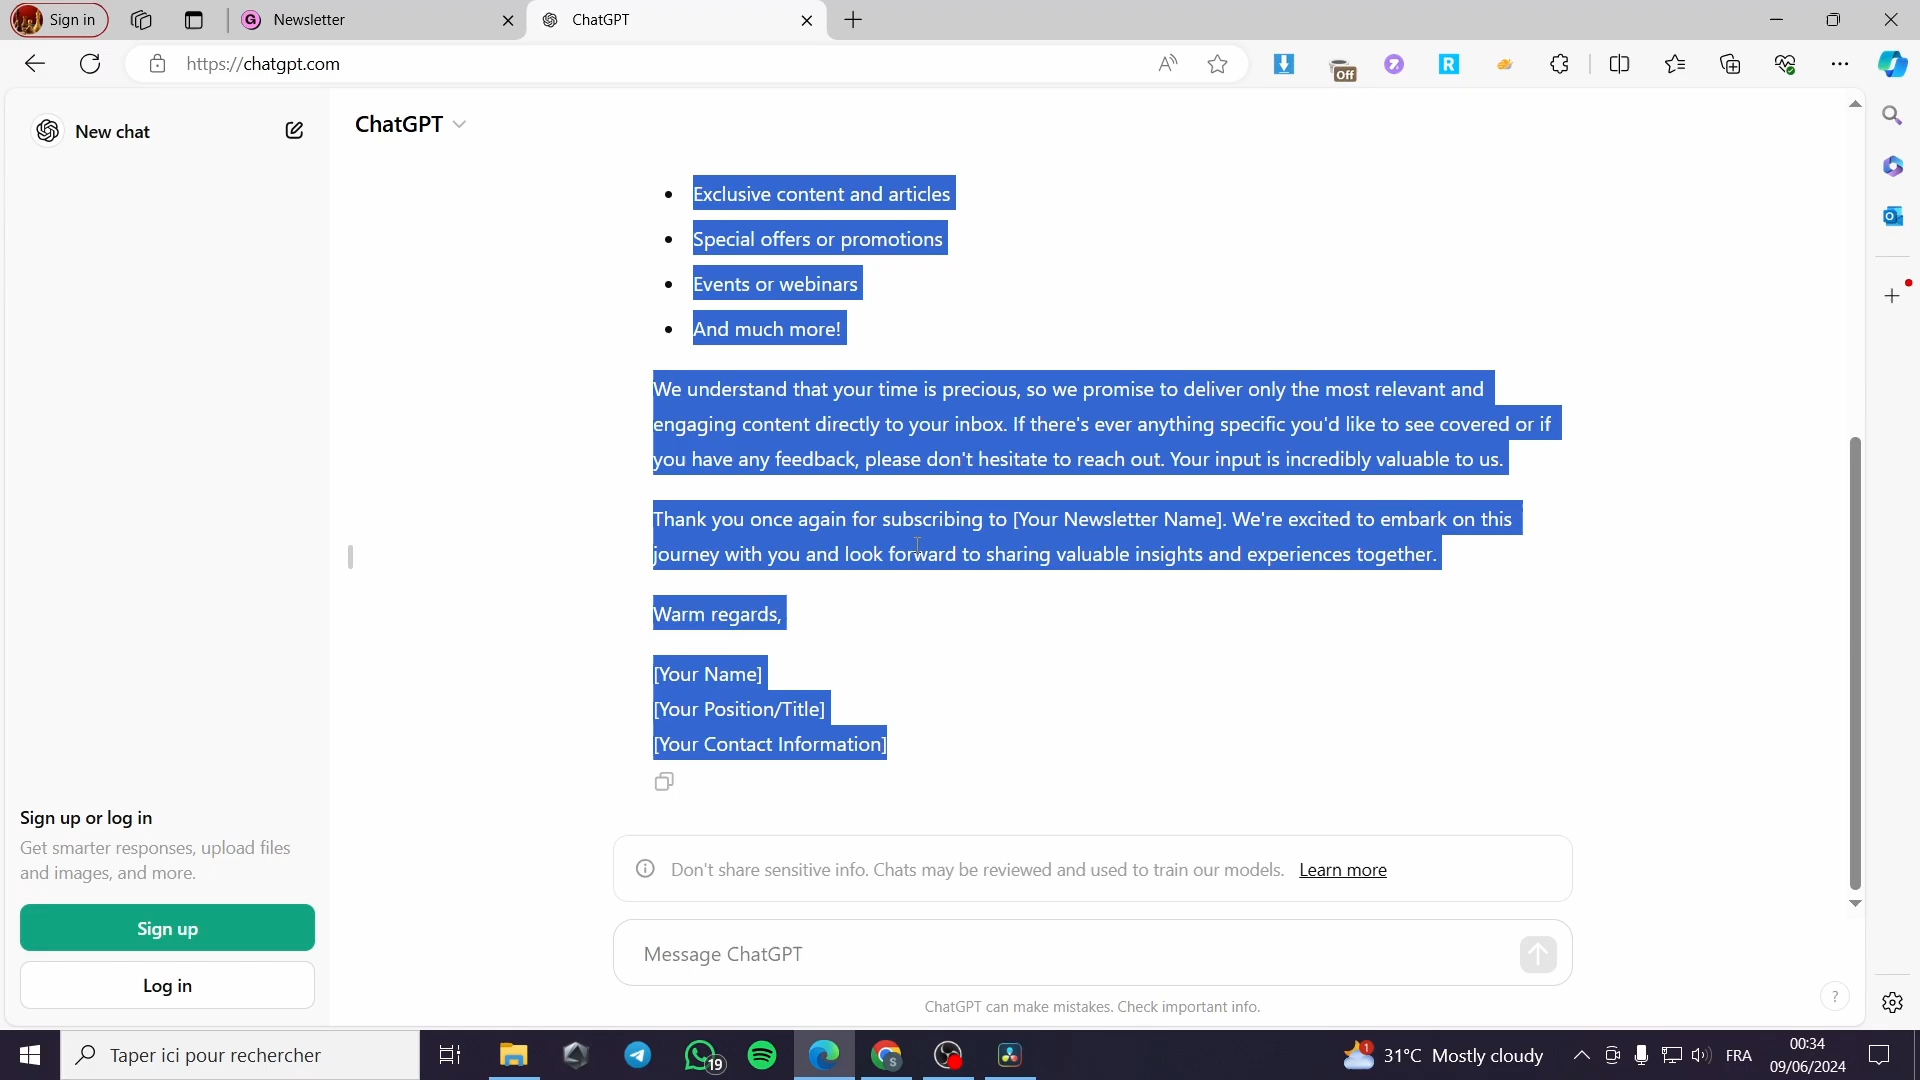 Sign in
Newsletter
ChatGPT
https://chatgpt.com
Off
New chat
ChatGPT
Exclusive content and articles
Special offers or promotions
Events or webinars
And much more!
We understand that your time is precious, so we promise to deliver only the most relevant and
engaging content directly to your inbox. If there's ever anything specific you'd like to see covered or if
you have any feedback, please don't hesitate to reach out. Your input is incredibly valuable to us.
Thank you once again for subscribing to [Your Newsletter Name]. We're excited to embark on this
journey with you and look forward to sharing valuable insights and experiences together.
Warm regards,
[Your Name]
[Your Position/Title]
[Your Contact Information]
Sign up or log in
Get smarter responses, upload files
and images, and more.
Sign up
Log in
Don't share sensitive info. Chats may be reviewed and used to train our models. Learn more
Message ChatGPT
ChatGPT can make mistakes. Check important info.
?
Taper ici pour rechercher
19
1
31°C Mostly cloudy
FRA
00:34
09/06/2024